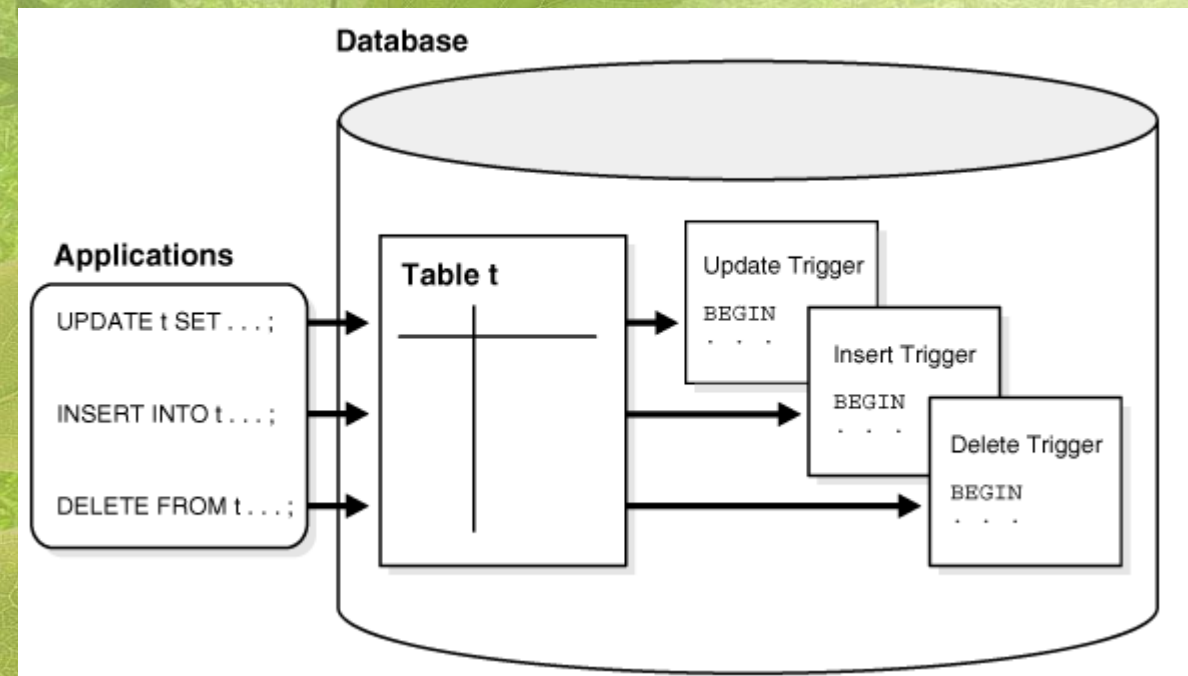 Database
Applications
UPDATE t SET . . . ;
INSERT INTO t . . . ;
DELETE FROM t . . . ;
Table t
Update Trigger
BEGIN
. . .
Insert Trigger
BEGIN
. . .
Delete Trigger
BEGIN
. . .